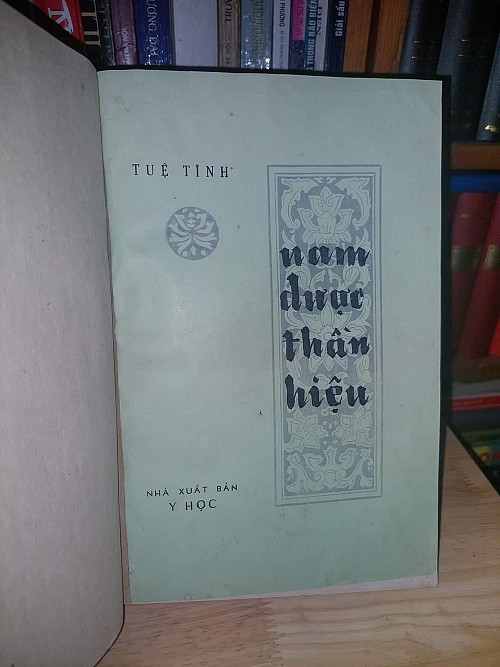 TUỆ TĨNH
nam
dược
thần
hiệu
NHÀ XUẤT BẢN
Y HỌC